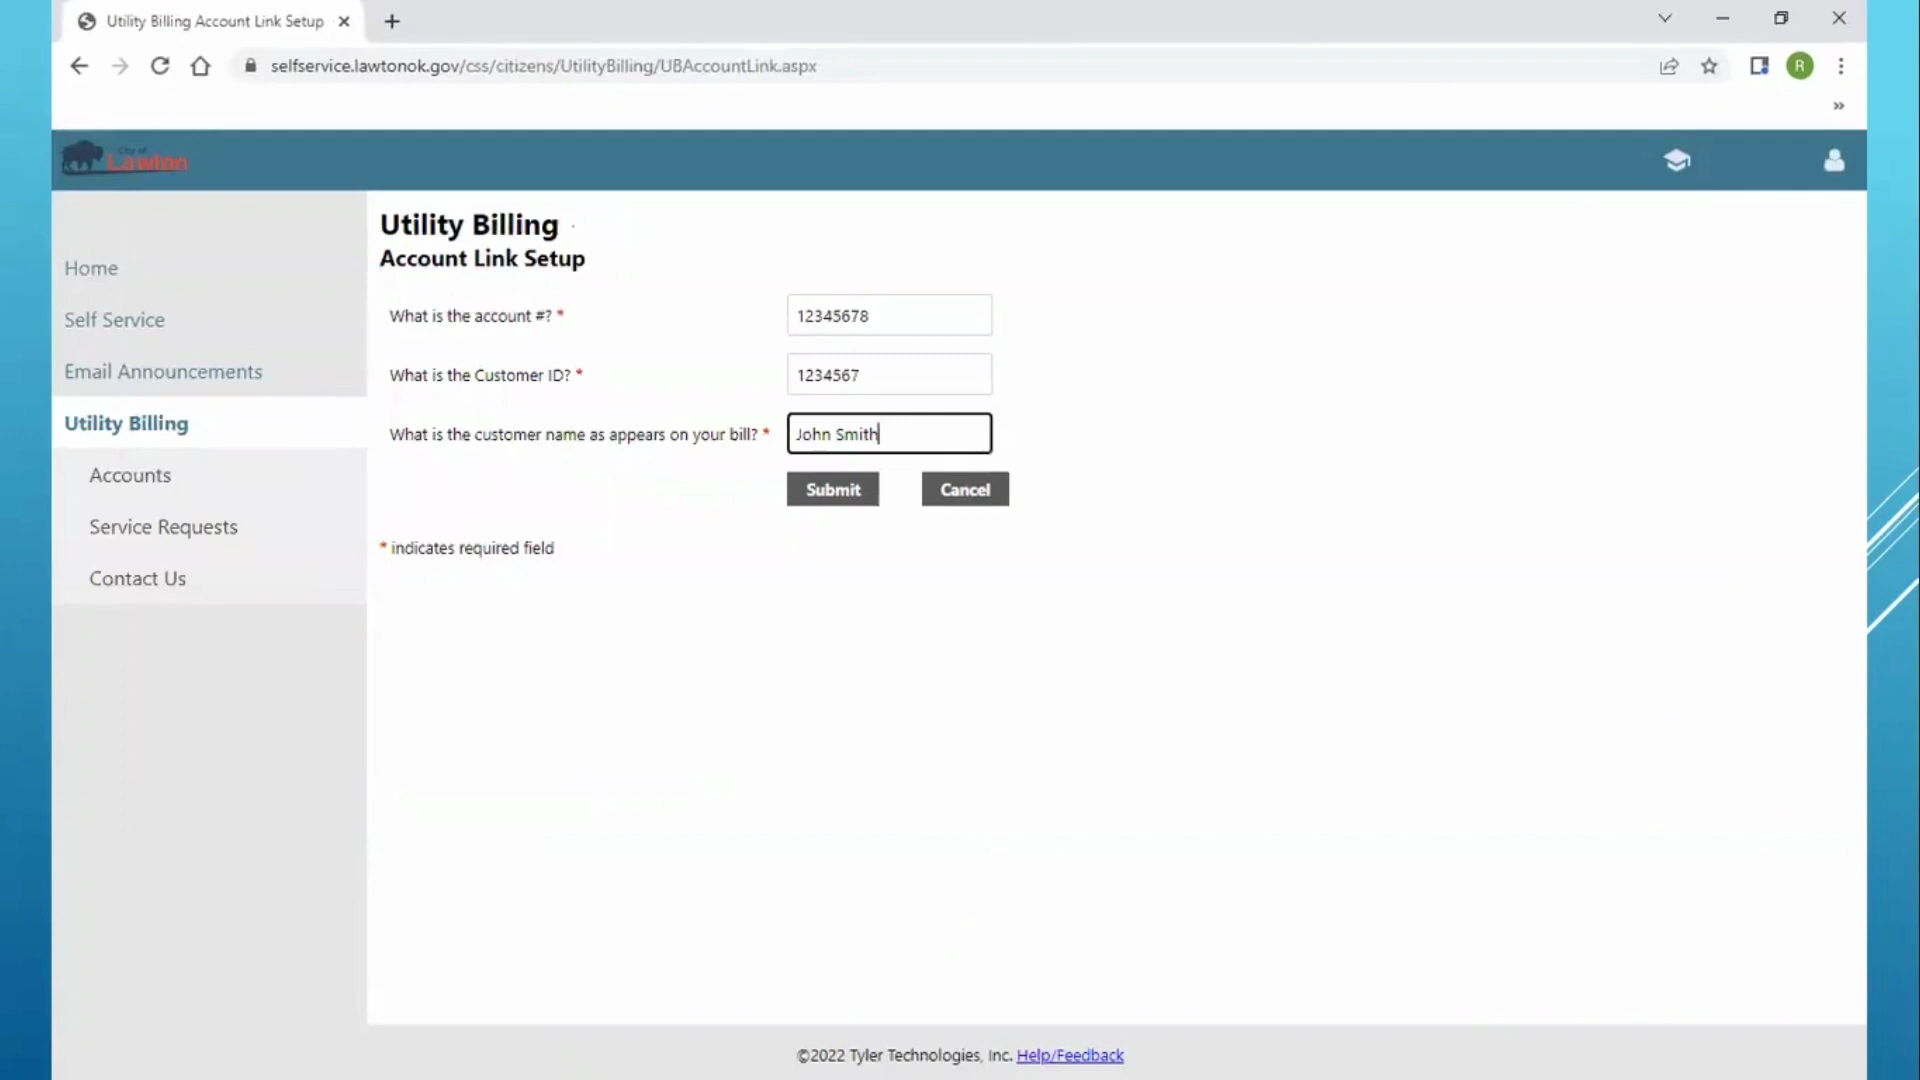 Utility Billing Account Link Setup
selfservice.lawtonok.gov/css/citizens/UtilityBilling/UBAccountLink.aspx
R
City of
Lawton
Home
Self Service
Email Announcements
Utility Billing
Accounts
Service Requests
Contact Us
Utility Billing
Account Link Setup
What is the account #? * 12345678
What is the Customer ID? * 1234567
What is the customer name as appears on your bill? * John Smith
Submit Cancel
* indicates required field
©2022 Tyler Technologies, Inc. Help/Feedback